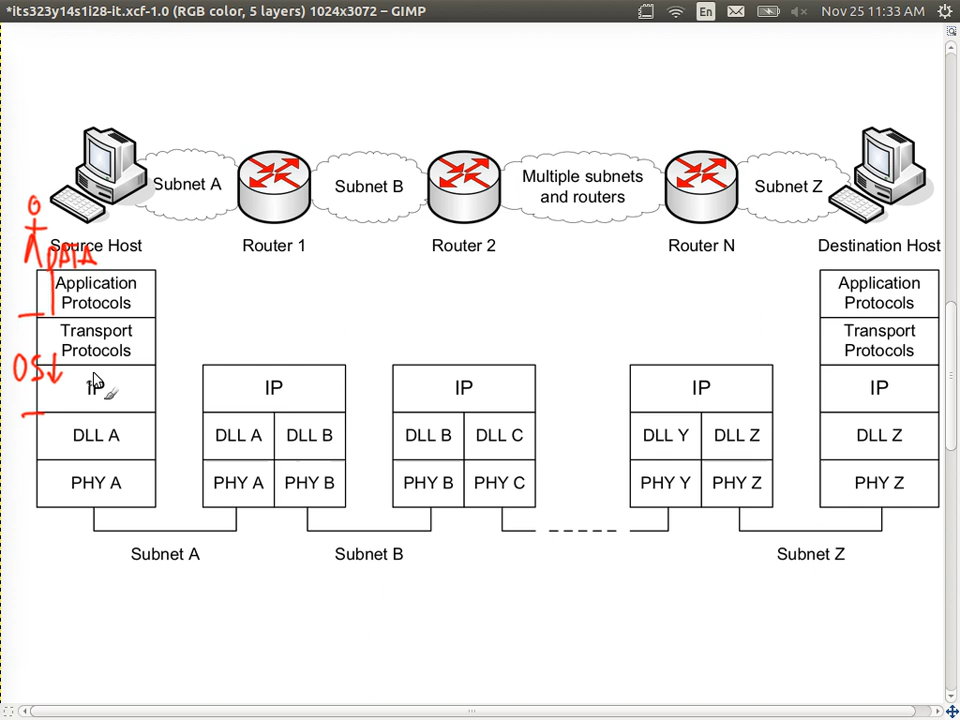 *its323y14s1i28-it.xcf-1.0 (RGB color, 5 layers) 1024x3072 – GIMP
En
Nov 25 11:33 AM
Subnet A
Subnet B
Multiple subnets
and routers
Subnet Z
Source Host
Router 1
Router 2
Router N
Destination Host
DATA
Application
Protocols
Application
Protocols
Transport
Protocols
Transport
Protocols
OS
IP
IP
IP
IP
IP
DLL A
DLL A
DLL B
DLL B
DLL C
DLL Y
DLL Z
DLL Z
PHY A
PHY A
PHY B
PHY B
PHY C
PHY Y
PHY Z
PHY Z
Subnet A
Subnet B
Subnet Z